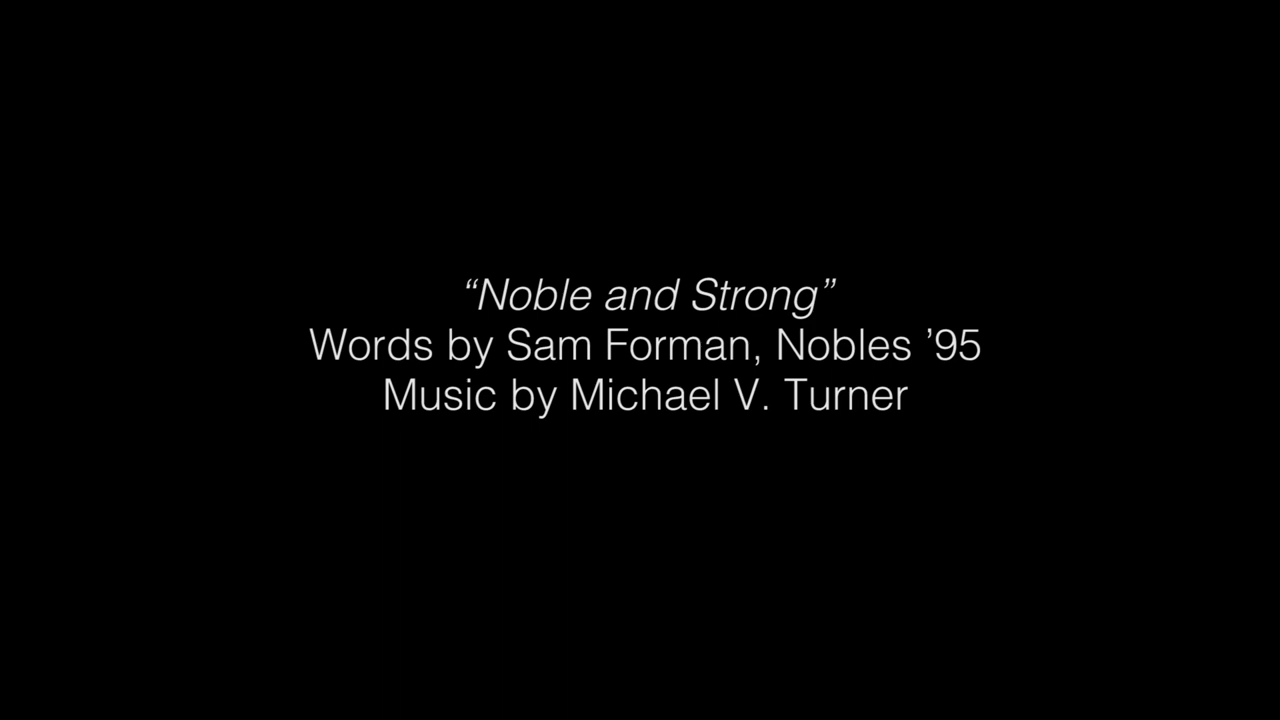 “Noble and Strong”
Words by Sam Forman, Nobles ’95
Music by Michael V. Turner